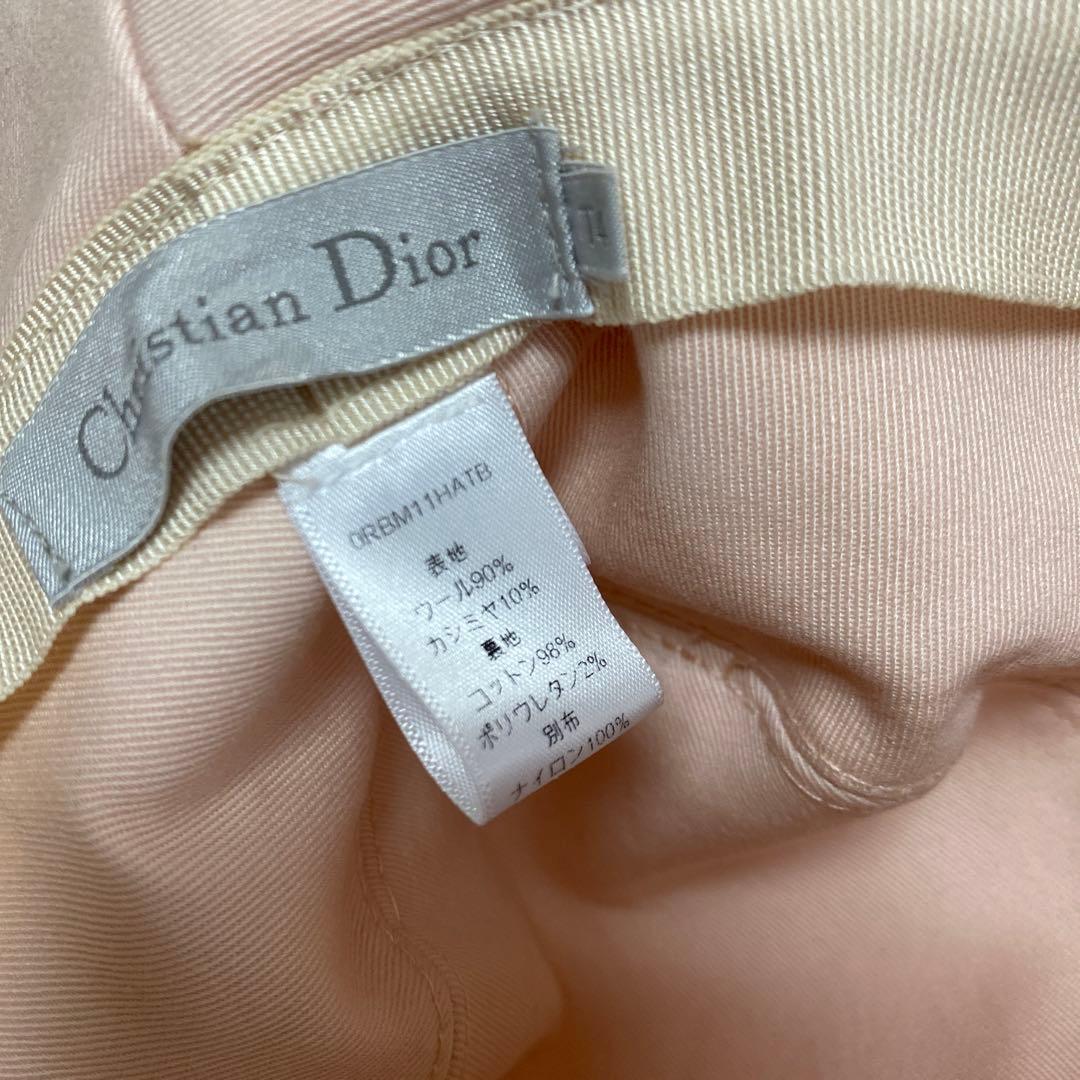 Christian Dior
0RBM11HATB
表地
ウール90%
カシミヤ10%
裏地
コットン98%
ポリウレタン2%
別布
ナイロン100%